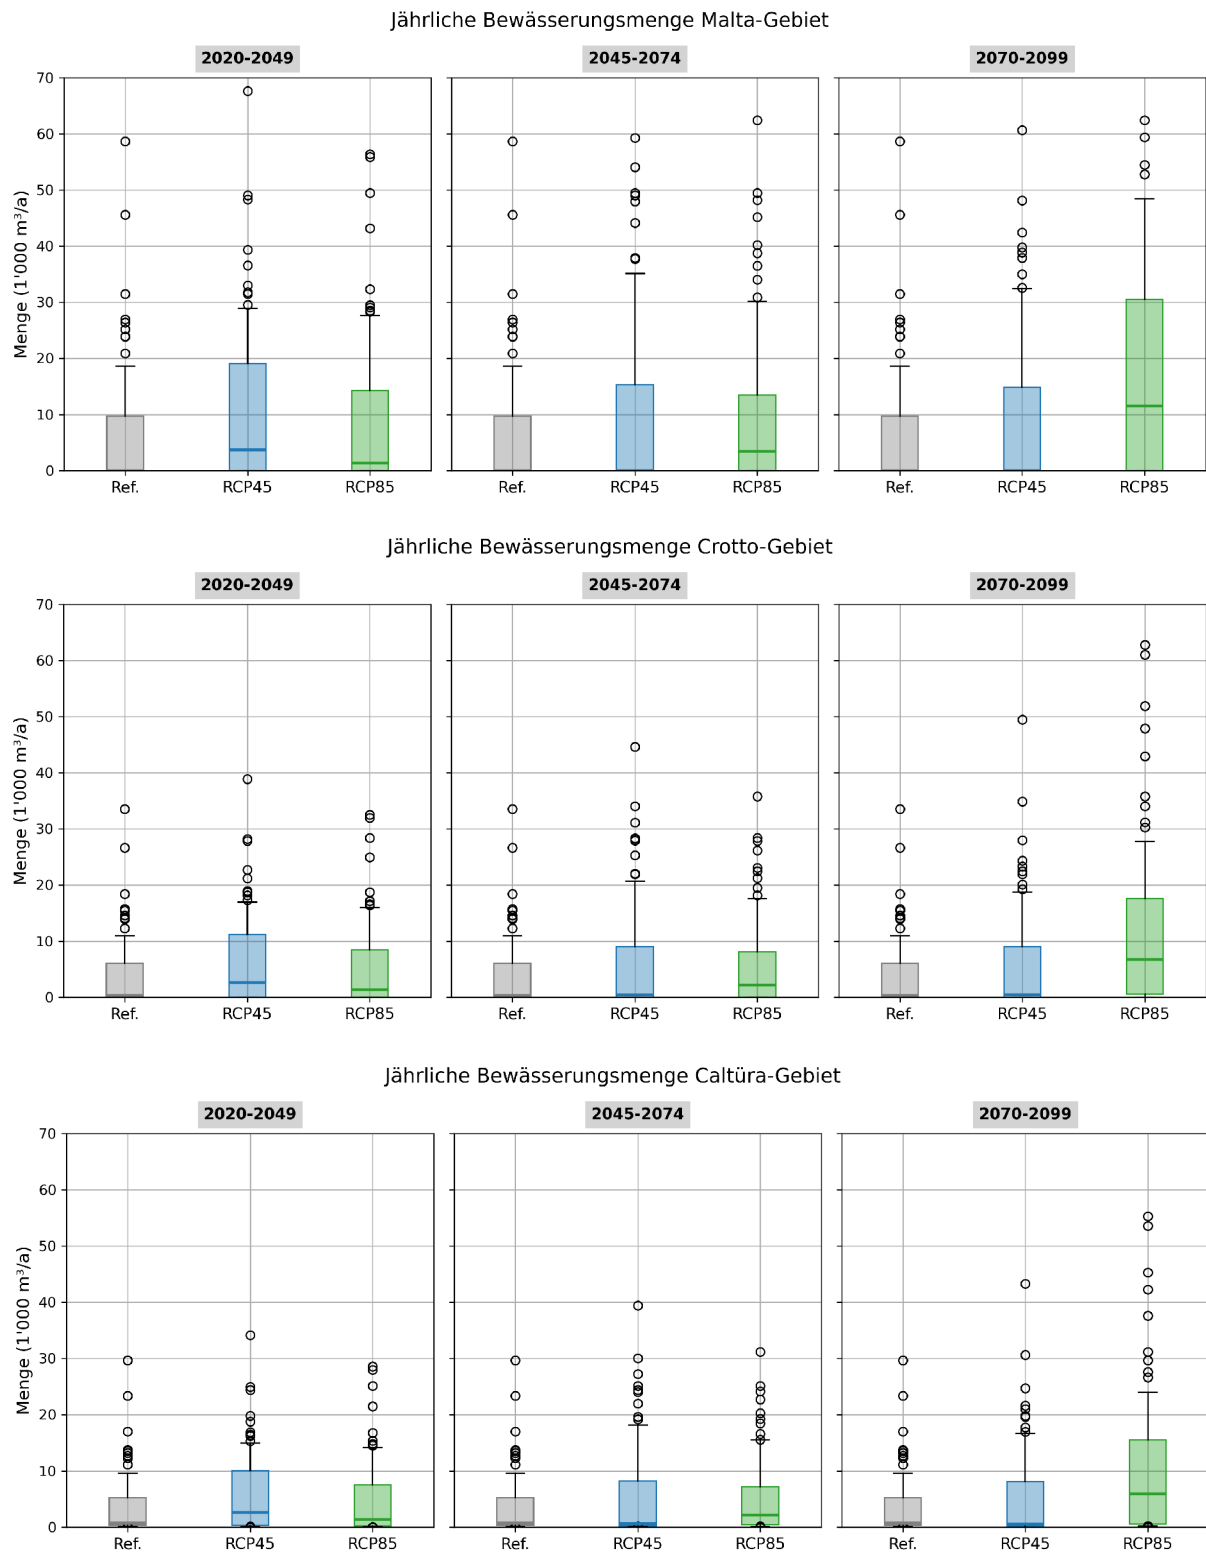 Jährliche Bewässerungsmenge Malta-Gebiet
2020-2049 2045-2074 2070-2099
Menge (1'000 m³/a)
70
60
50
40
30
20
10
0
Ref. RCP45 RCP85 Ref. RCP45 RCP85 Ref. RCP45 RCP85
Jährliche Bewässerungsmenge Crotto-Gebiet
2020-2049 2045-2074 2070-2099
Menge (1'000 m³/a)
70
60
50
40
30
20
10
0
Ref. RCP45 RCP85 Ref. RCP45 RCP85 Ref. RCP45 RCP85
Jährliche Bewässerungsmenge Caltüra-Gebiet
2020-2049 2045-2074 2070-2099
Menge (1'000 m³/a)
70
60
50
40
30
20
10
0
Ref. RCP45 RCP85 Ref. RCP45 RCP85 Ref. RCP45 RCP85